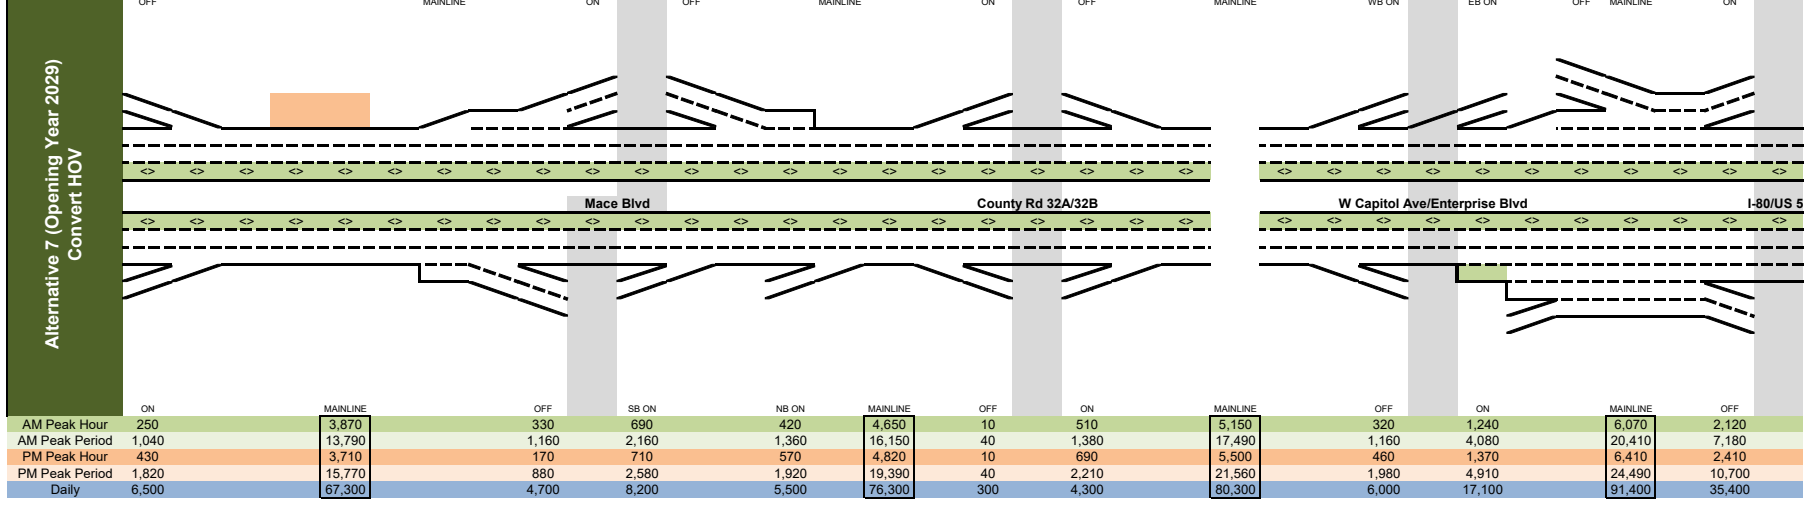 OFF MAINLINE ON OFF MAINLINE ON OFF MAINLINE WB ON EB ON OFF MAINLINE ON
Alternative 7 (Opening Year 2029)
Convert HOV
<> <> <> <> <> <> <> <> <> <> <> <> <> <> <> <> <> <> <> <> <> <> <> <> <> <> <> <> <> <> <> <> <>
Mace Blvd County Rd 32A/32B W Capitol Ave/Enterprise Blvd I-80/US 5
<> <> <> <> <> <> <> <> <> <> <> <> <> <> <> <> <> <> <> <> <> <> <> <> <> <> <> <> <> <> <> <> <>
ON MAINLINE OFF SB ON NB ON MAINLINE OFF ON MAINLINE OFF ON MAINLINE OFF
AM Peak Hour 250 3,870 330 690 420 4,650 10 510 5,150 320 1,240 6,070 2,120
AM Peak Period 1,040 13,790 1,160 2,160 1,360 16,150 40 1,380 17,490 1,160 4,080 20,410 7,180
PM Peak Hour 430 3,710 170 710 570 4,820 10 690 5,500 460 1,370 6,410 2,410
PM Peak Period 1,820 15,770 880 2,580 1,920 19,390 40 2,210 21,560 1,980 4,910 24,490 10,700
Daily 6,500 67,300 4,700 8,200 5,500 76,300 300 4,300 80,300 6,000 17,100 91,400 35,400